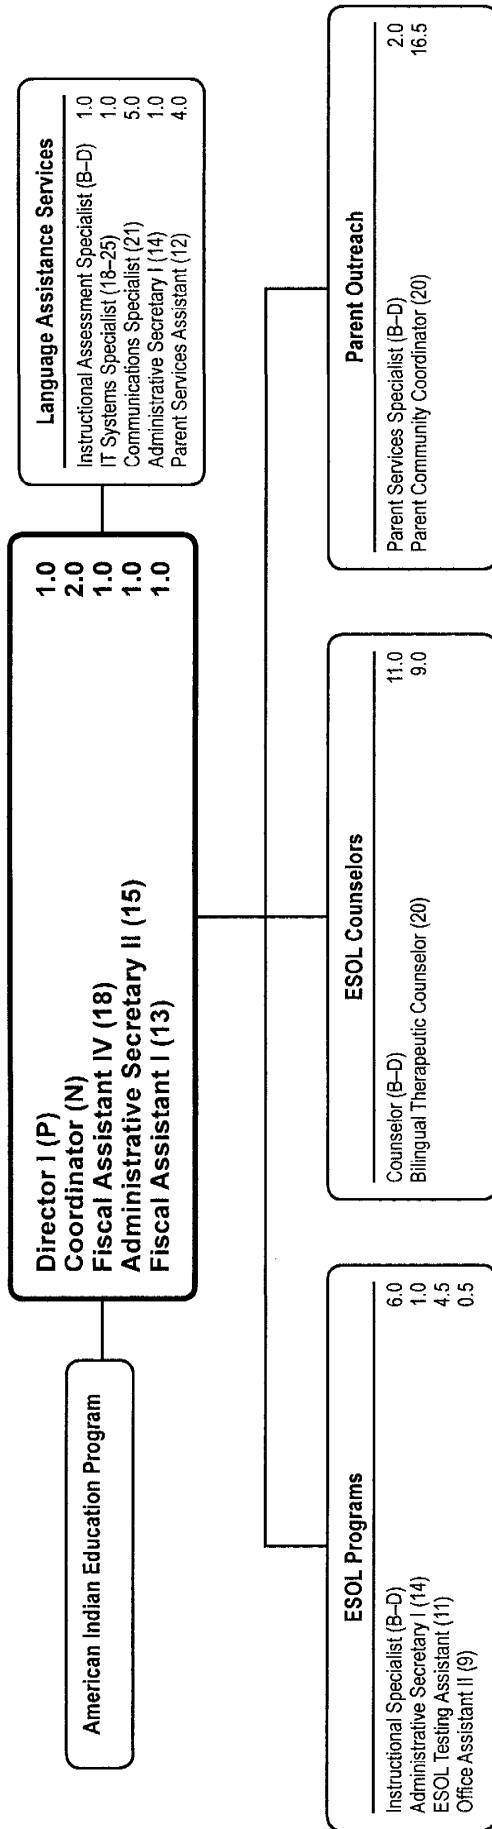 American Indian Education Program
Director I (P) 1.0
Coordinator (N) 2.0
Fiscal Assistant IV (18) 1.0
Administrative Secretary II (15) 1.0
Fiscal Assistant I (13) 1.0
Language Assistance Services
Instructional Assessment Specialist (B–D) 1.0
IT Systems Specialist (18–25) 1.0
Communications Specialist (21) 5.0
Administrative Secretary I (14) 1.0
Parent Services Assistant (12) 4.0
ESOL Programs
Instructional Specialist (B–D) 6.0
Administrative Secretary I (14) 1.0
ESOL Testing Assistant (11) 4.5
Office Assistant II (9) 0.5
ESOL Counselors
Counselor (B–D) 11.0
Bilingual Therapeutic Counselor (20) 9.0
Parent Outreach
Parent Services Specialist (B–D) 2.0
Parent Community Coordinator (20) 16.5